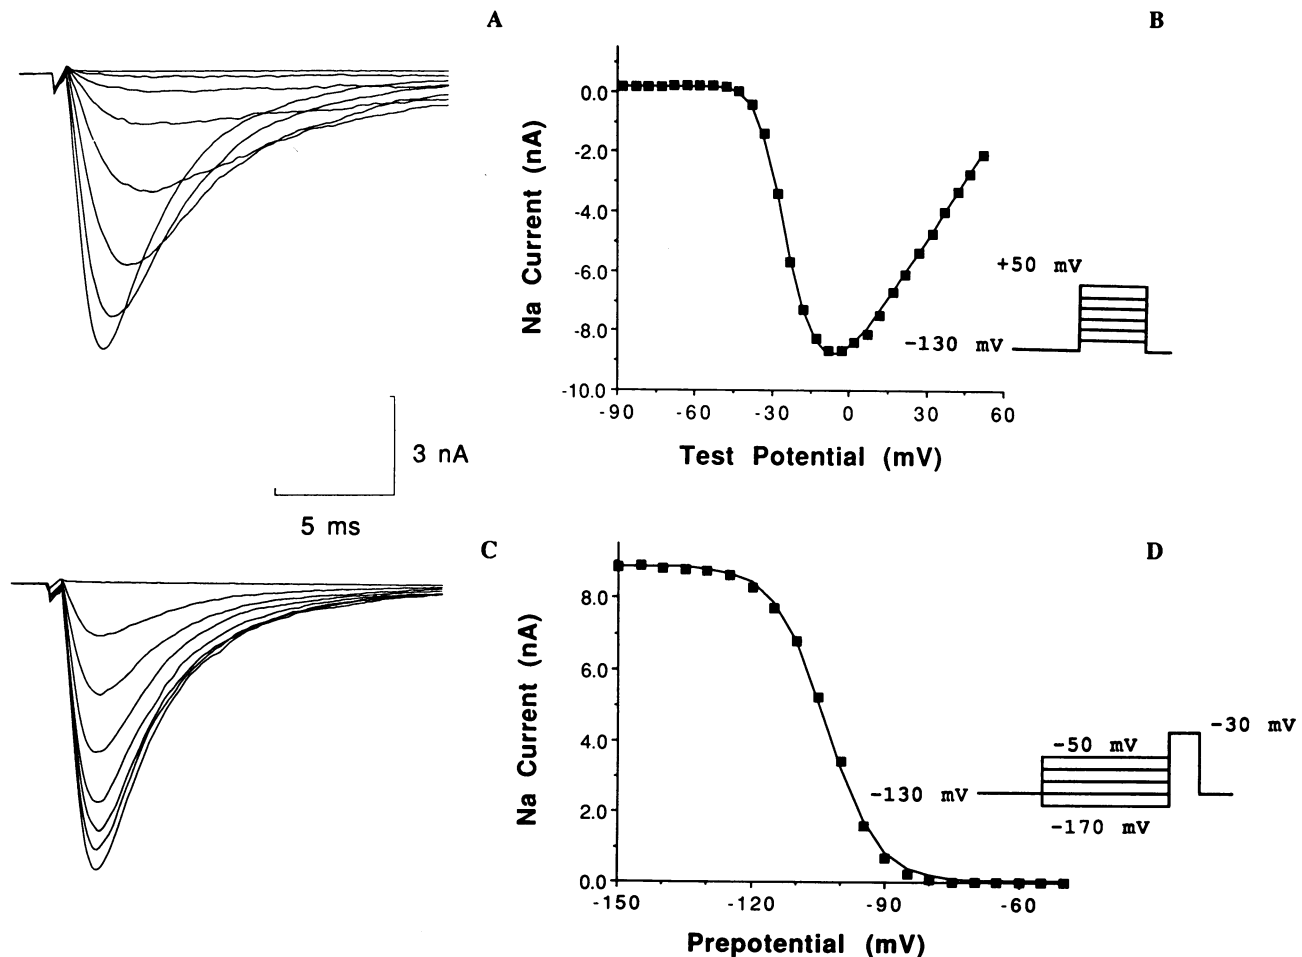 A
B
Na Current (nA)
0.0
-2.0
-4.0
-6.0
-8.0
-10.0
-90
-60
-30
0
30
60
Test Potential (mV)
+50 mV
-130 mV
3 nA
5 ms
C
D
Na Current (nA)
8.0
6.0
4.0
2.0
0.0
-150
-120
-90
-60
Prepotential (mV)
-30 mV
-50 mV
-130 mV
-170 mV